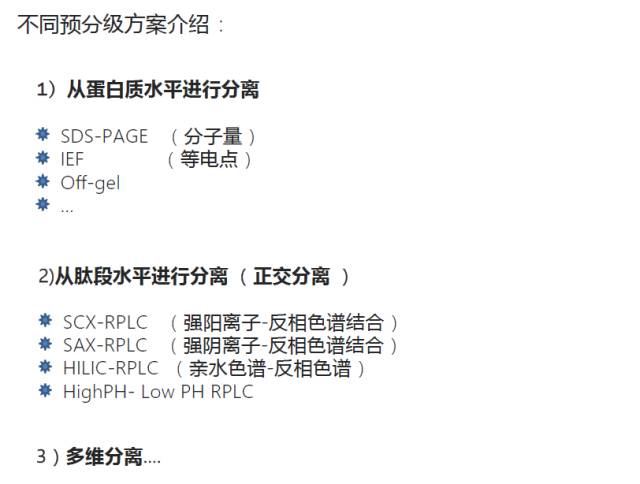 不同预分级方案介绍：
1）从蛋白质水平进行分离
SDS-PAGE （分子量）
IEF （等电点）
Off-gel
...
2)从肽段水平进行分离（正交分离 ）
SCX-RPLC （强阳离子-反相色谱结合）
SAX-RPLC （强阴离子-反相色谱结合）
HILIC-RPLC （亲水色谱-反相色谱）
HighPH- Low PH RPLC
3）多维分离....